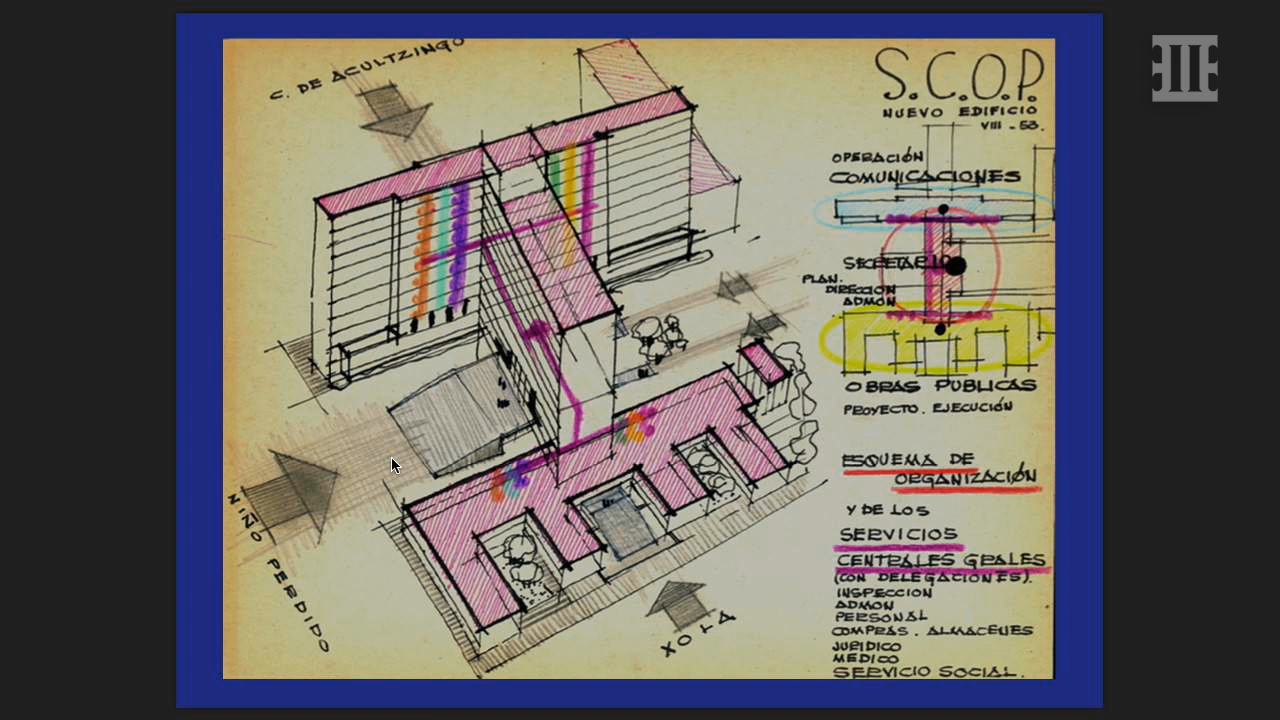 C. DE ACULTZINGO
S.C.O.P.
NUEVO EDIFICIO
VIII - 53.
OPERACIÓN
COMUNICACIONES
SECRETARIO
PLAN.
DIRECCION
ADMON
OBRAS PUBLICAS
PROYECTO. EJECUCIÓN
ESQUEMA DE
ORGANIZACIÓN
Y DE LOS
SERVICIOS
CENTRALES GRALES
(CON DELEGACIONES).
INSPECCION
ADMON
PERSONAL
COMPRAS. ALMACENES
JURIDICO
MEDICO
SERVICIO SOCIAL.
NIÑO PERDIDO
XOLA